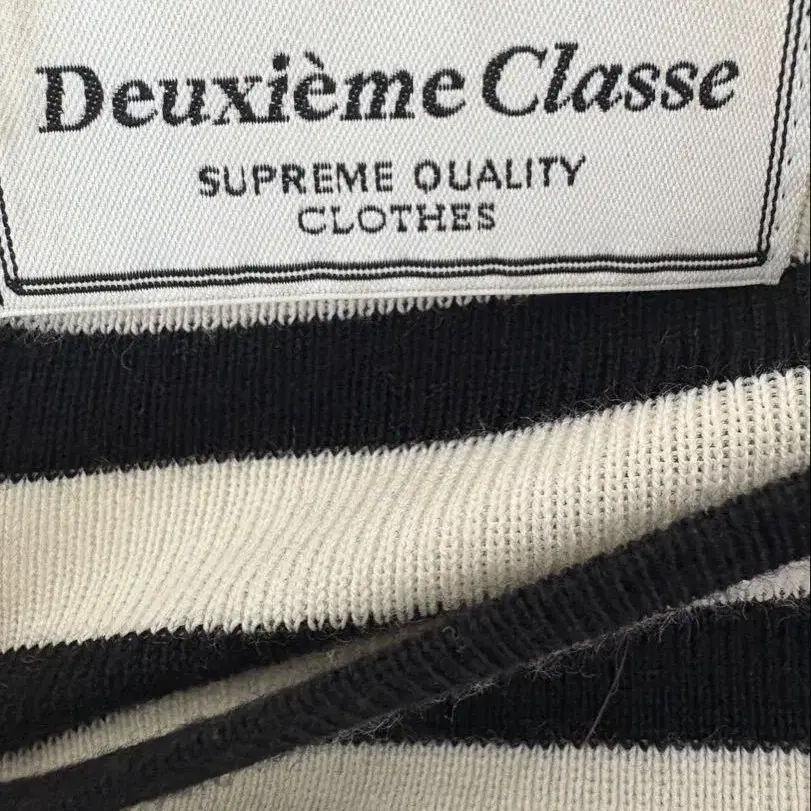 Deuxième Classe
SUPREME QUALITY
CLOTHES